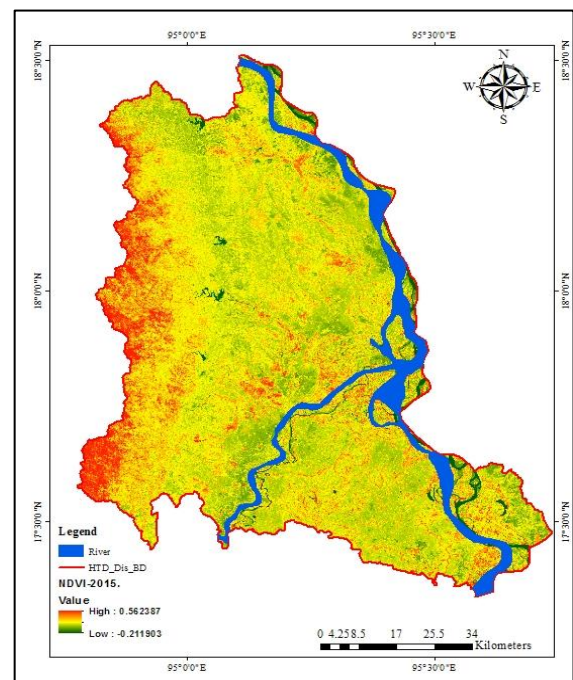 95°0'0"E 95°30'0"E
18°30'0"N 18°30'0"N
N
W E
S
18°0'0"N 18°0'0"N
17°30'0"N 17°30'0"N
Legend
River
HTD_Dis_BD
NDVI-2015.
Value
High : 0.562387
Low : -0.211903
0 4.25 8.5 17 25.5 34
Kilometers
95°0'0"E 95°30'0"E